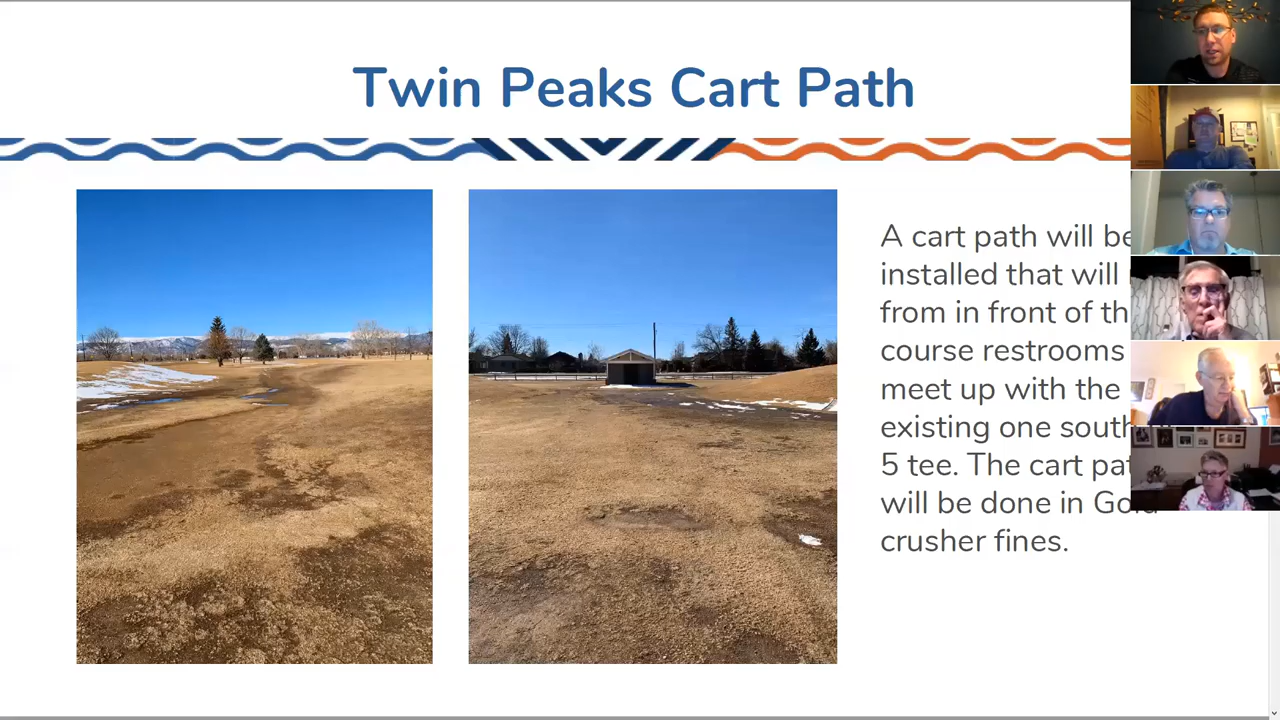 Twin Peaks Cart Path
A cart path will be
installed that will
from in front of th
course restrooms
meet up with the
existing one south
5 tee. The cart pat
will be done in Gold
crusher fines.